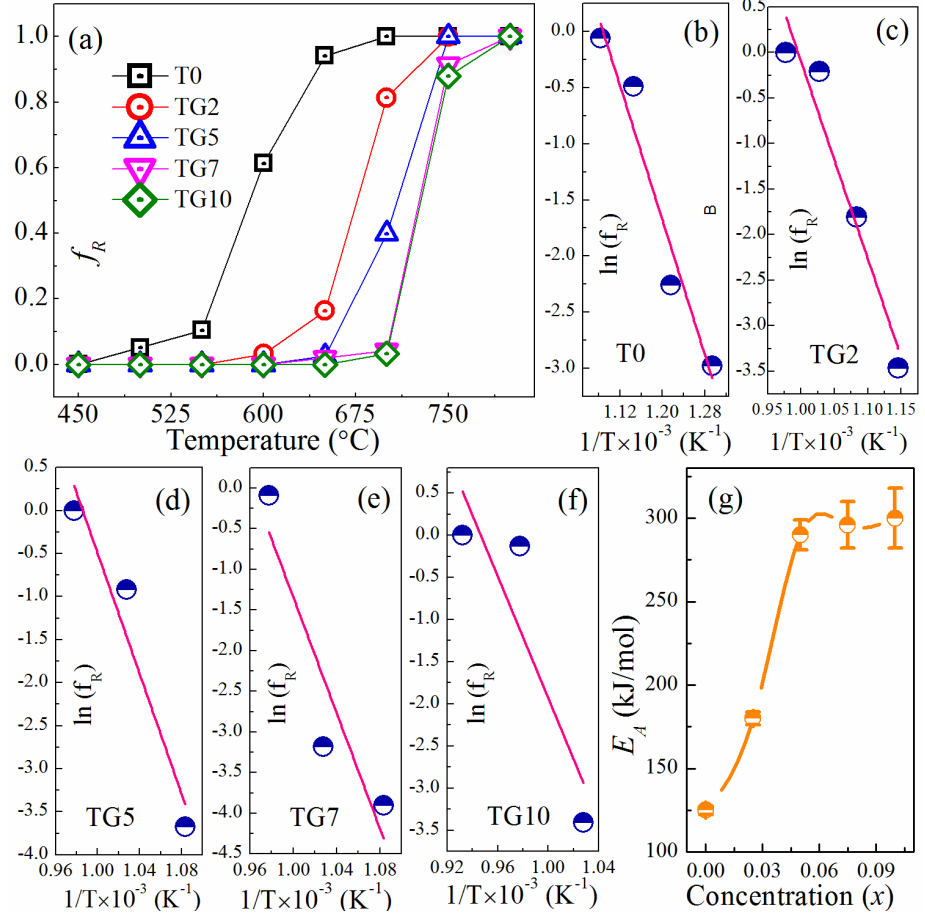 (a)
T0
TG2
TG5
TG7
TG10
1.0
0.8
0.6
0.4
0.2
0.0
f_R
450 525 600 675 750
Temperature (°C)
(b)
0.0
-0.5
-1.0
-1.5
-2.0
-2.5
-3.0
ln (f_R)
B
T0
1.12 1.20 1.28
1/T×10⁻³ (K⁻¹)
(c)
0.5
0.0
-0.5
-1.0
-1.5
-2.0
-2.5
-3.0
-3.5
ln (f_R)
TG2
0.95 1.00 1.05 1.10 1.15
1/T×10⁻³ (K⁻¹)
(d)
0.5
0.0
-0.5
-1.0
-1.5
-2.0
-2.5
-3.0
-3.5
-4.0
ln (f_R)
TG5
0.96 1.00 1.04 1.08
1/T×10⁻³ (K⁻¹)
(e)
0.0
-0.5
-1.0
-1.5
-2.0
-2.5
-3.0
-3.5
-4.0
-4.5
ln (f_R)
TG7
0.96 1.00 1.04 1.08
1/T×10⁻³ (K⁻¹)
(f)
0.5
0.0
-0.5
-1.0
-1.5
-2.0
-2.5
-3.0
-3.5
ln (f_R)
TG10
0.92 0.96 1.00 1.04
1/T×10⁻³ (K⁻¹)
(g)
300
250
200
150
100
E_A (kJ/mol)
0.00 0.03 0.06 0.09
Concentration (x)